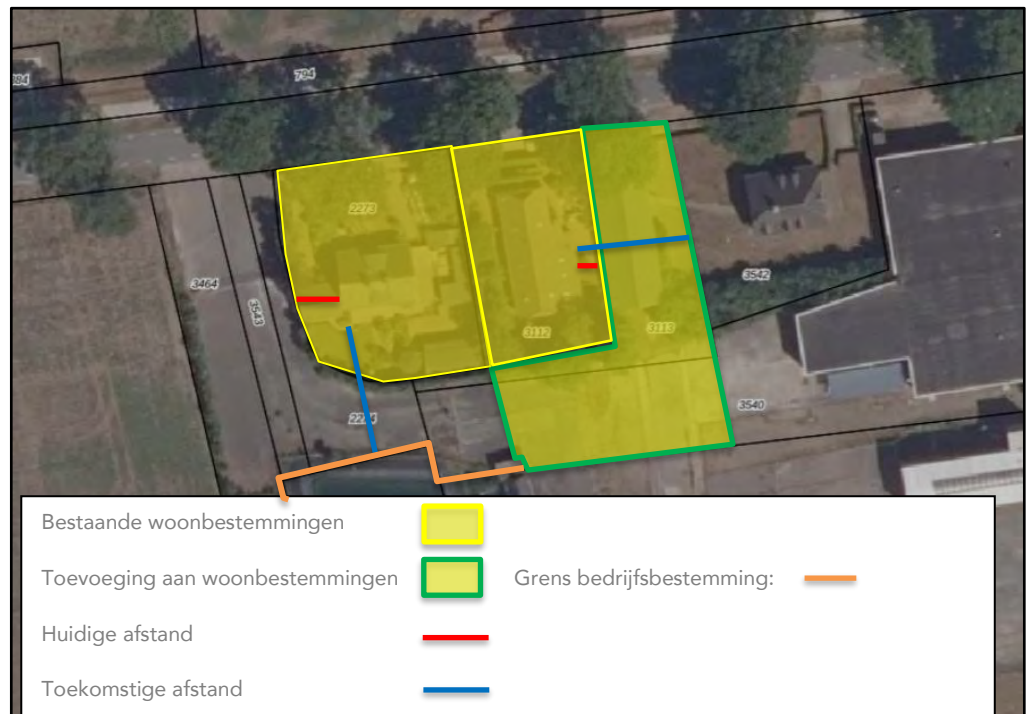 794
2273
3464
3543
3112
3113
3542
3540
Bestaande woonbestemmingen
Toevoeging aan woonbestemmingen
Grens bedrijfsbestemming:
Huidige afstand
Toekomstige afstand